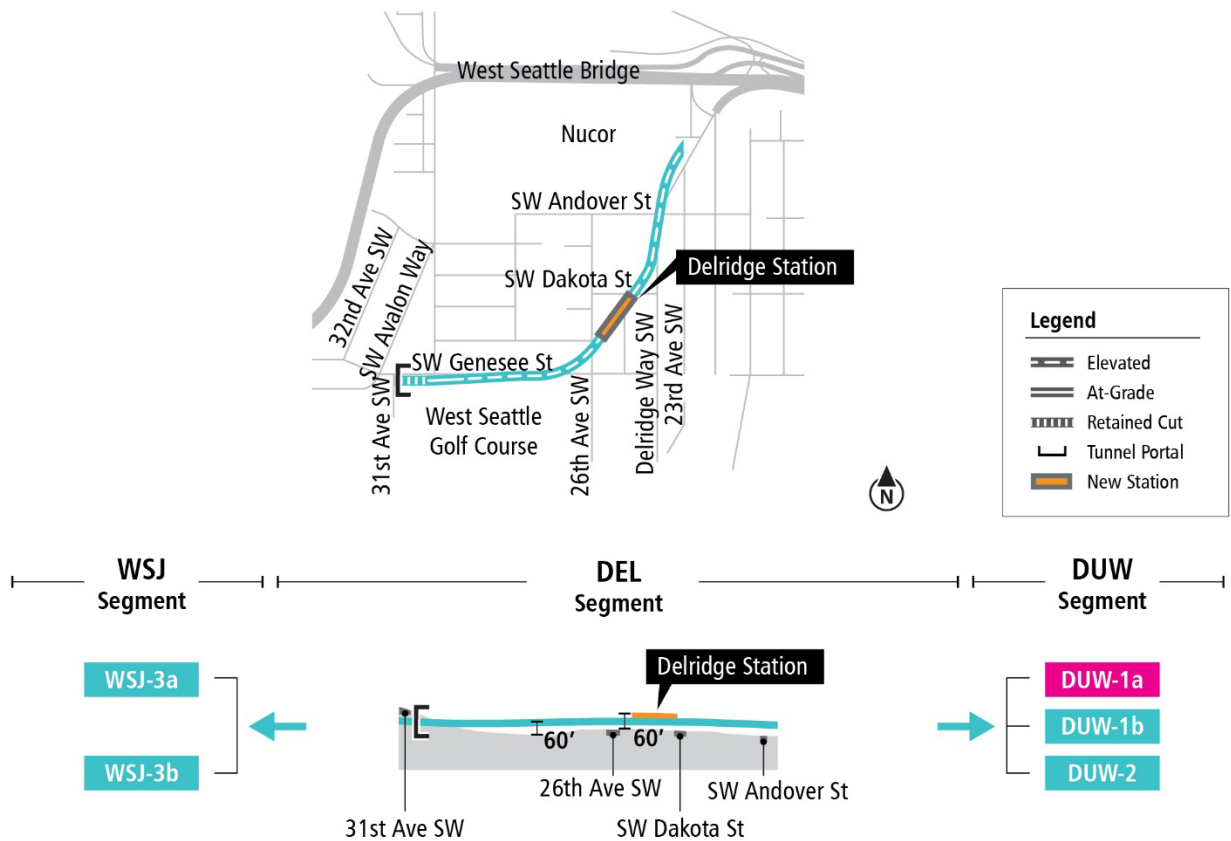 West Seattle Bridge
Nucor
SW Andover St
SW Dakota St
Delridge Station
32nd Ave SW
SW Avalon Way
SW Genesee St
31st Ave SW
West Seattle
Golf Course
26th Ave SW
Delridge Way SW
23rd Ave SW
N
Legend
Elevated
At-Grade
Retained Cut
Tunnel Portal
New Station
WSJ
Segment
DEL
Segment
DUW
Segment
WSJ-3a
WSJ-3b
Delridge Station
60’
60’
26th Ave SW
SW Andover St
31st Ave SW
SW Dakota St
DUW-1a
DUW-1b
DUW-2